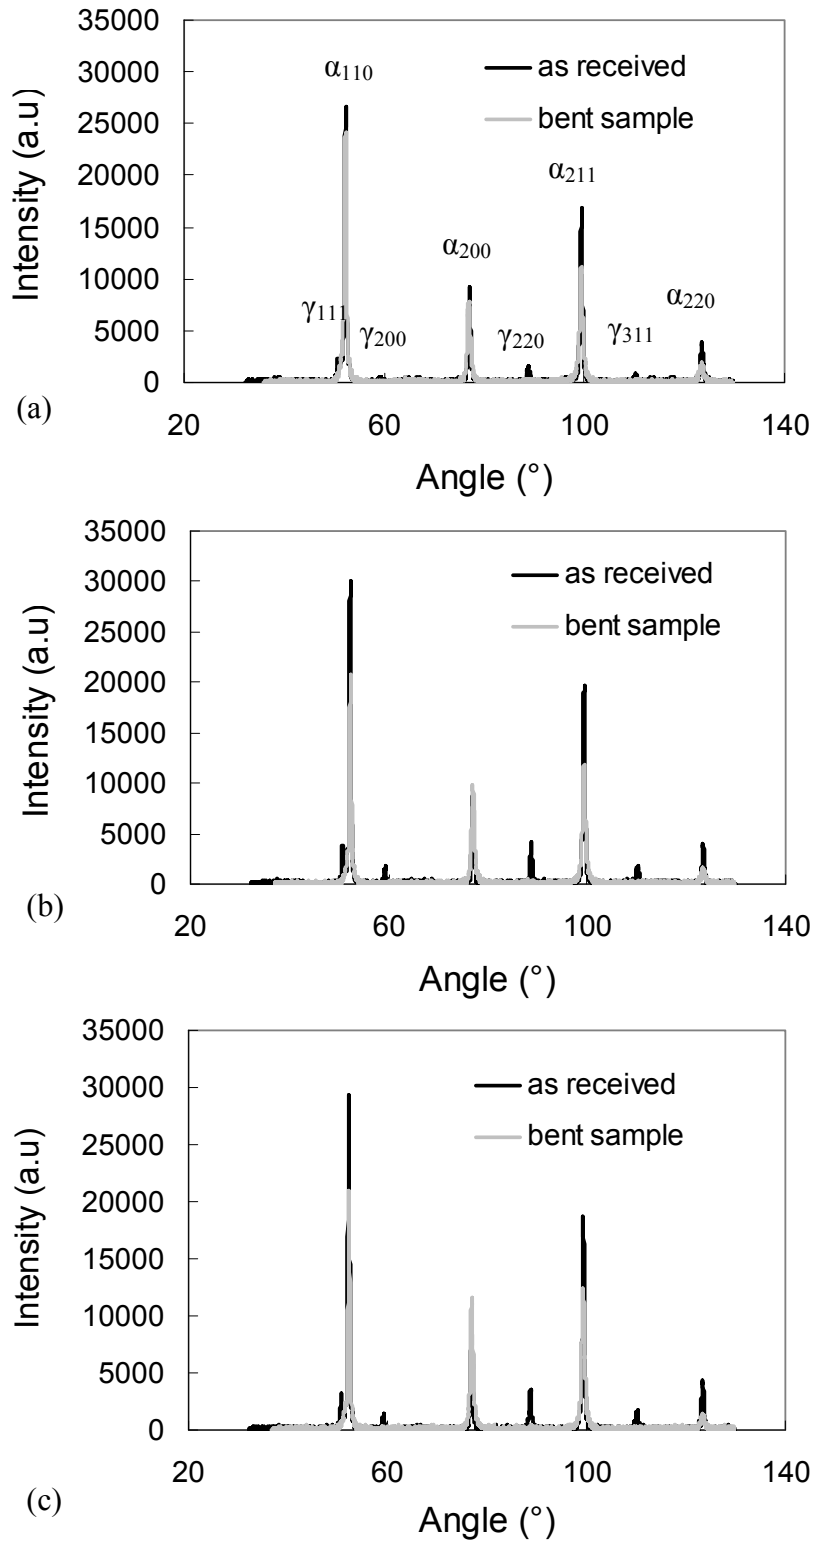 35000
30000
25000
20000
15000
10000
5000
0
Intensity (a.u)
α110
γ111
γ200
α200
γ220
α211
γ311
α220
as received
bent sample
(a)
20 60 100 140
Angle (°)
35000
30000
25000
20000
15000
10000
5000
0
Intensity (a.u)
as received
bent sample
(b)
20 60 100 140
Angle (°)
35000
30000
25000
20000
15000
10000
5000
0
Intensity (a.u)
as received
bent sample
20 60 100 140
(c)
Angle (°)